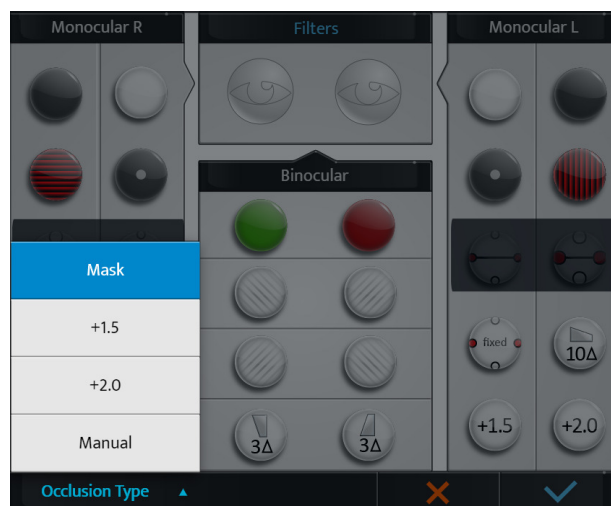 Monocular R
Filters
Monocular L
Binocular
Mask
+1.5
+2.0
Manual
fixed
10Δ
3Δ
3Δ
+1.5
+2.0
Occlusion Type